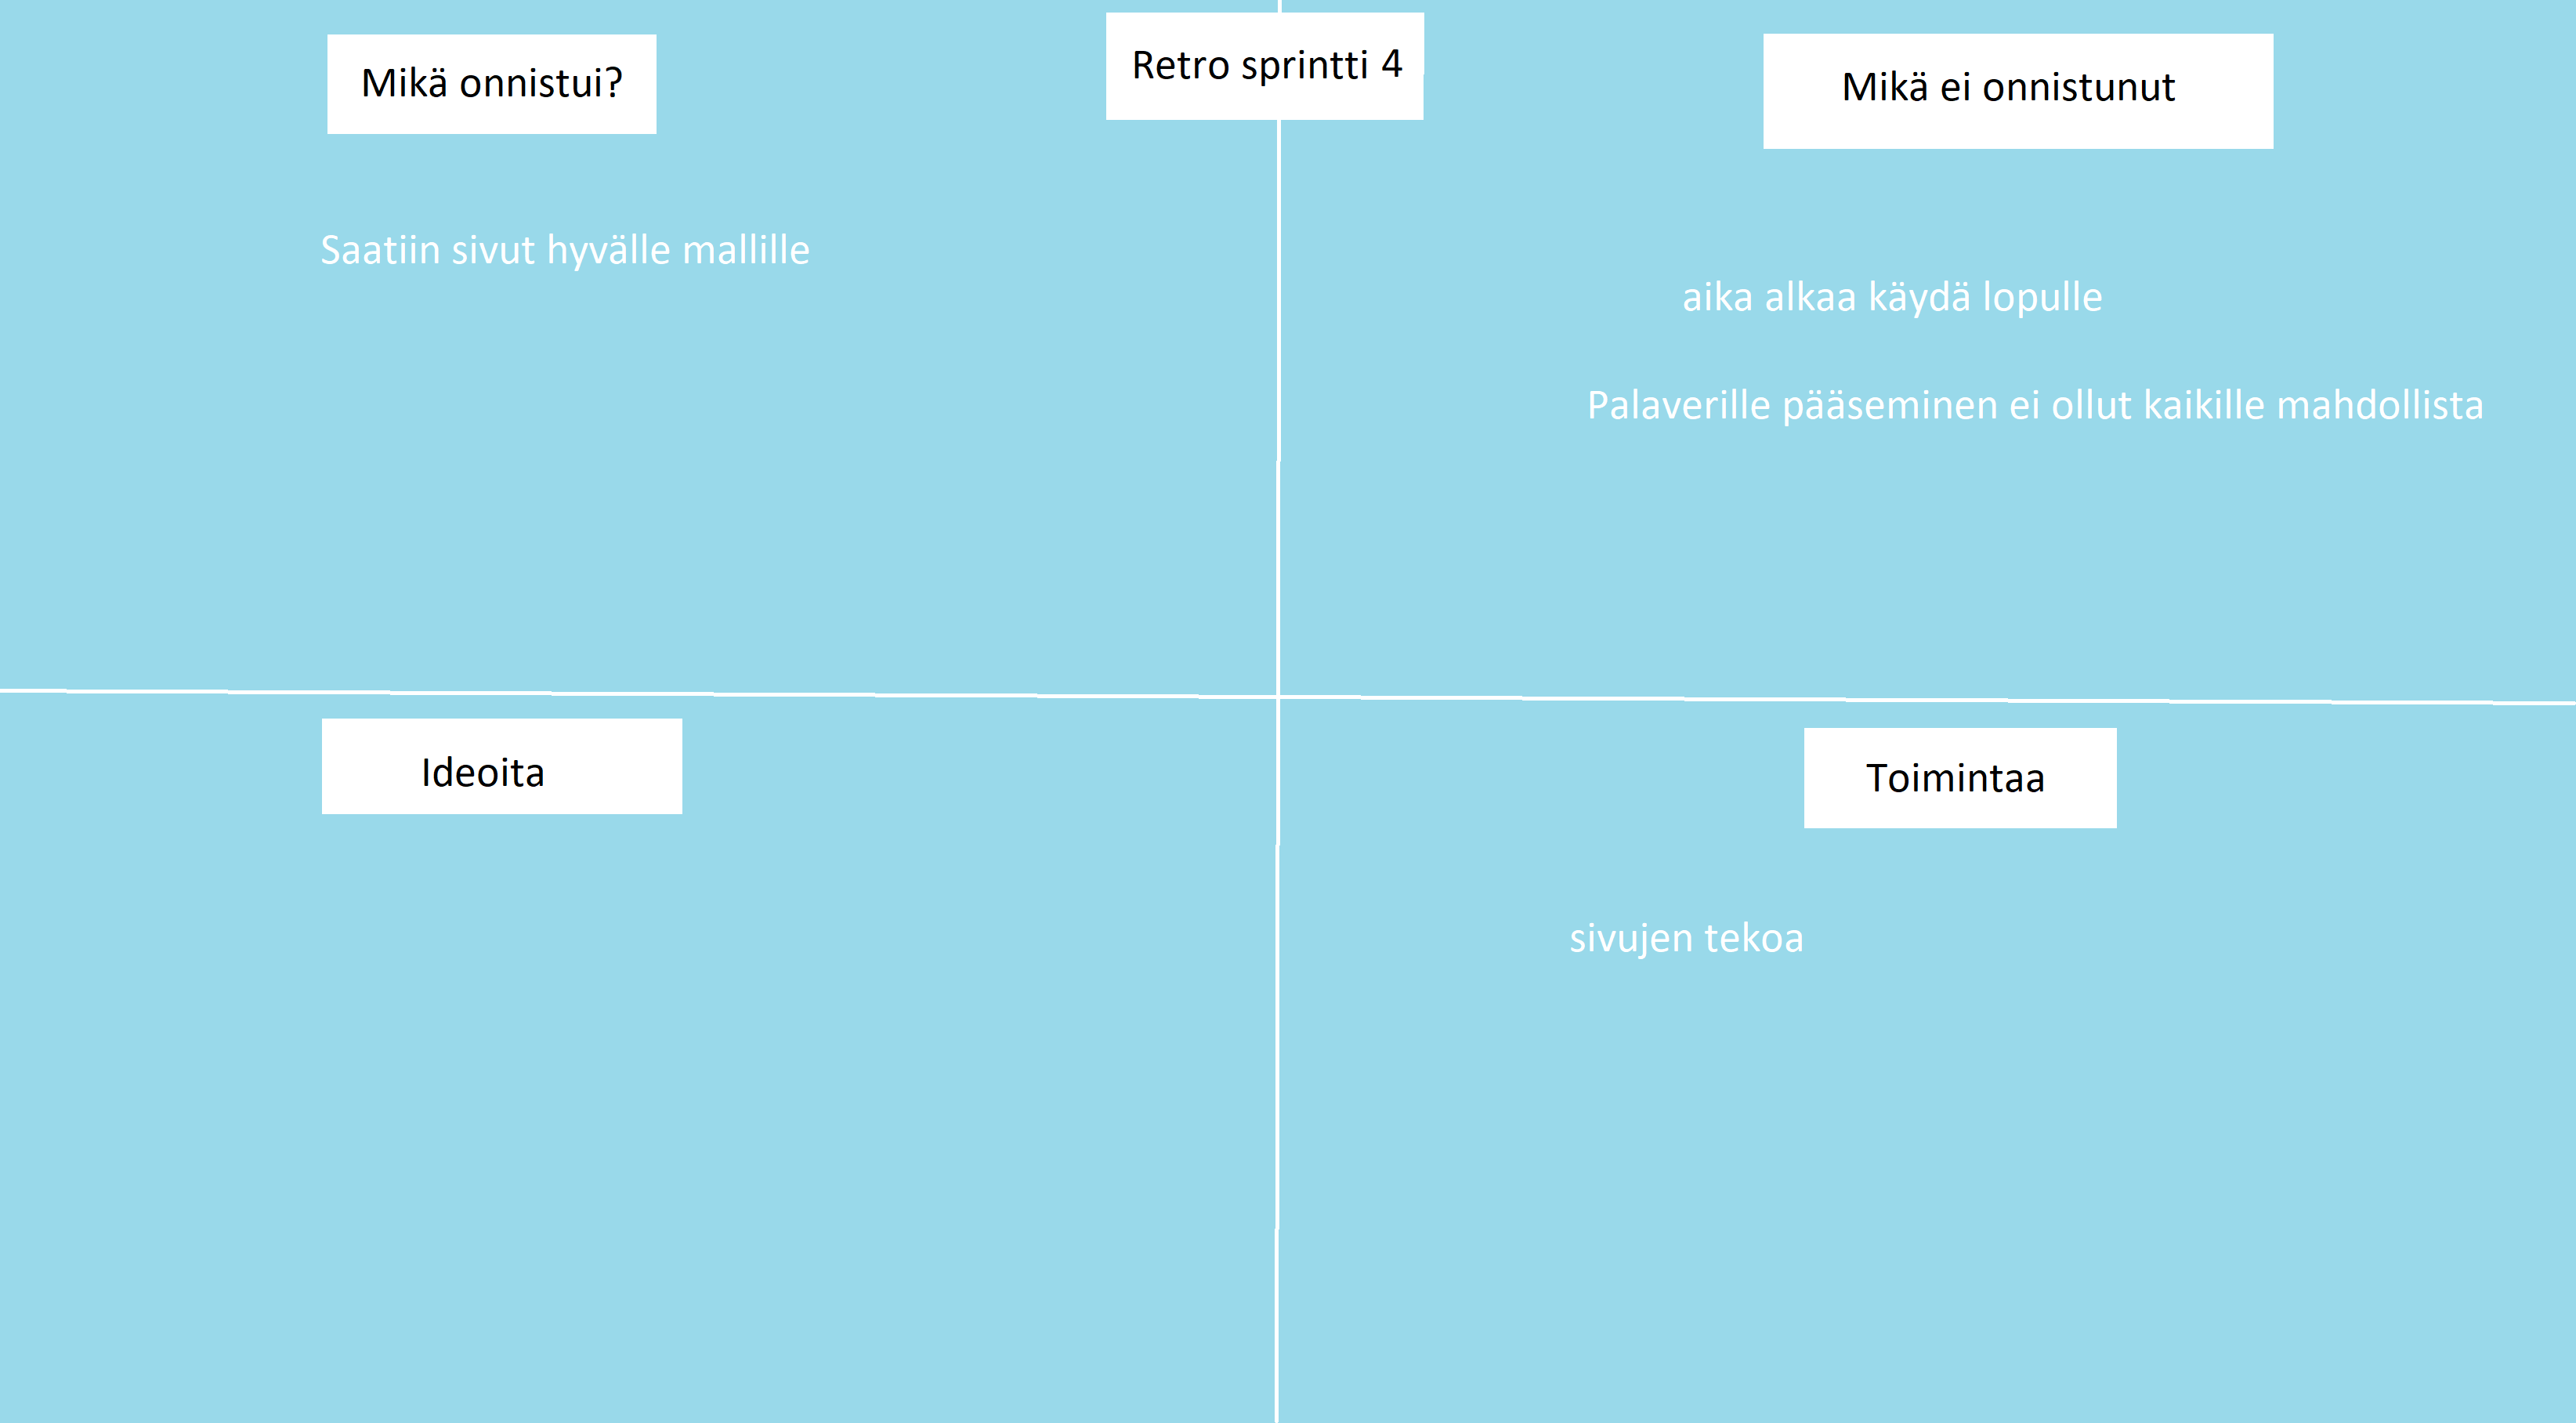 Retro sprintti 4
Mikä onnistui?
Saatiin sivut hyvälle mallille
Mikä ei onnistunut
aika alkaa käydä lopulle
Palaverille pääseminen ei ollut kaikille mahdollista
Ideoita
Toimintaa
sivujen tekoa